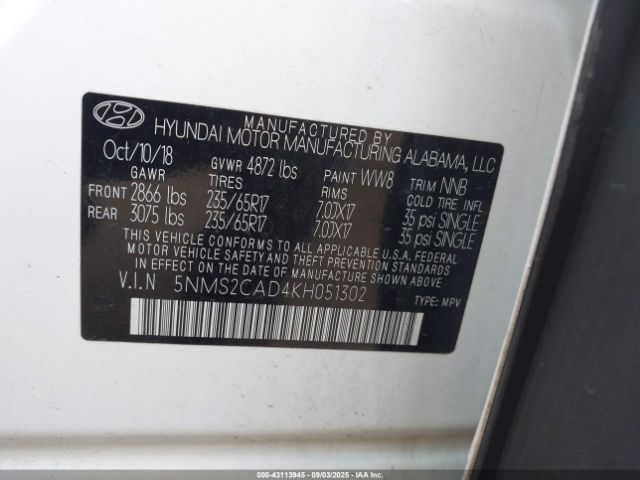 MANUFACTURED BY
HYUNDAI MOTOR MANUFACTURING ALABAMA, LLC
Oct/10/18 GVWR 4872 lbs PAINT WW8 TRIM NNB
GAWR TIRES RIMS COLD TIRE INFL
FRONT 2866 lbs 235/65R17 7.0JX17 35 psi SINGLE
REAR 3075 lbs 235/65R17 7.0JX17 35 psi SINGLE
THIS VEHICLE CONFORMS TO ALL APPLICABLE U.S.A. FEDERAL
MOTOR VEHICLE SAFETY AND THEFT PREVENTION STANDARDS
IN EFFECT ON THE DATE OF MANUFACTURE SHOWN ABOVE.
V.I.N 5NMS2CAD4KH051302 TYPE: MPV
000-43113945 - 09/03/2025 - IAA Inc.